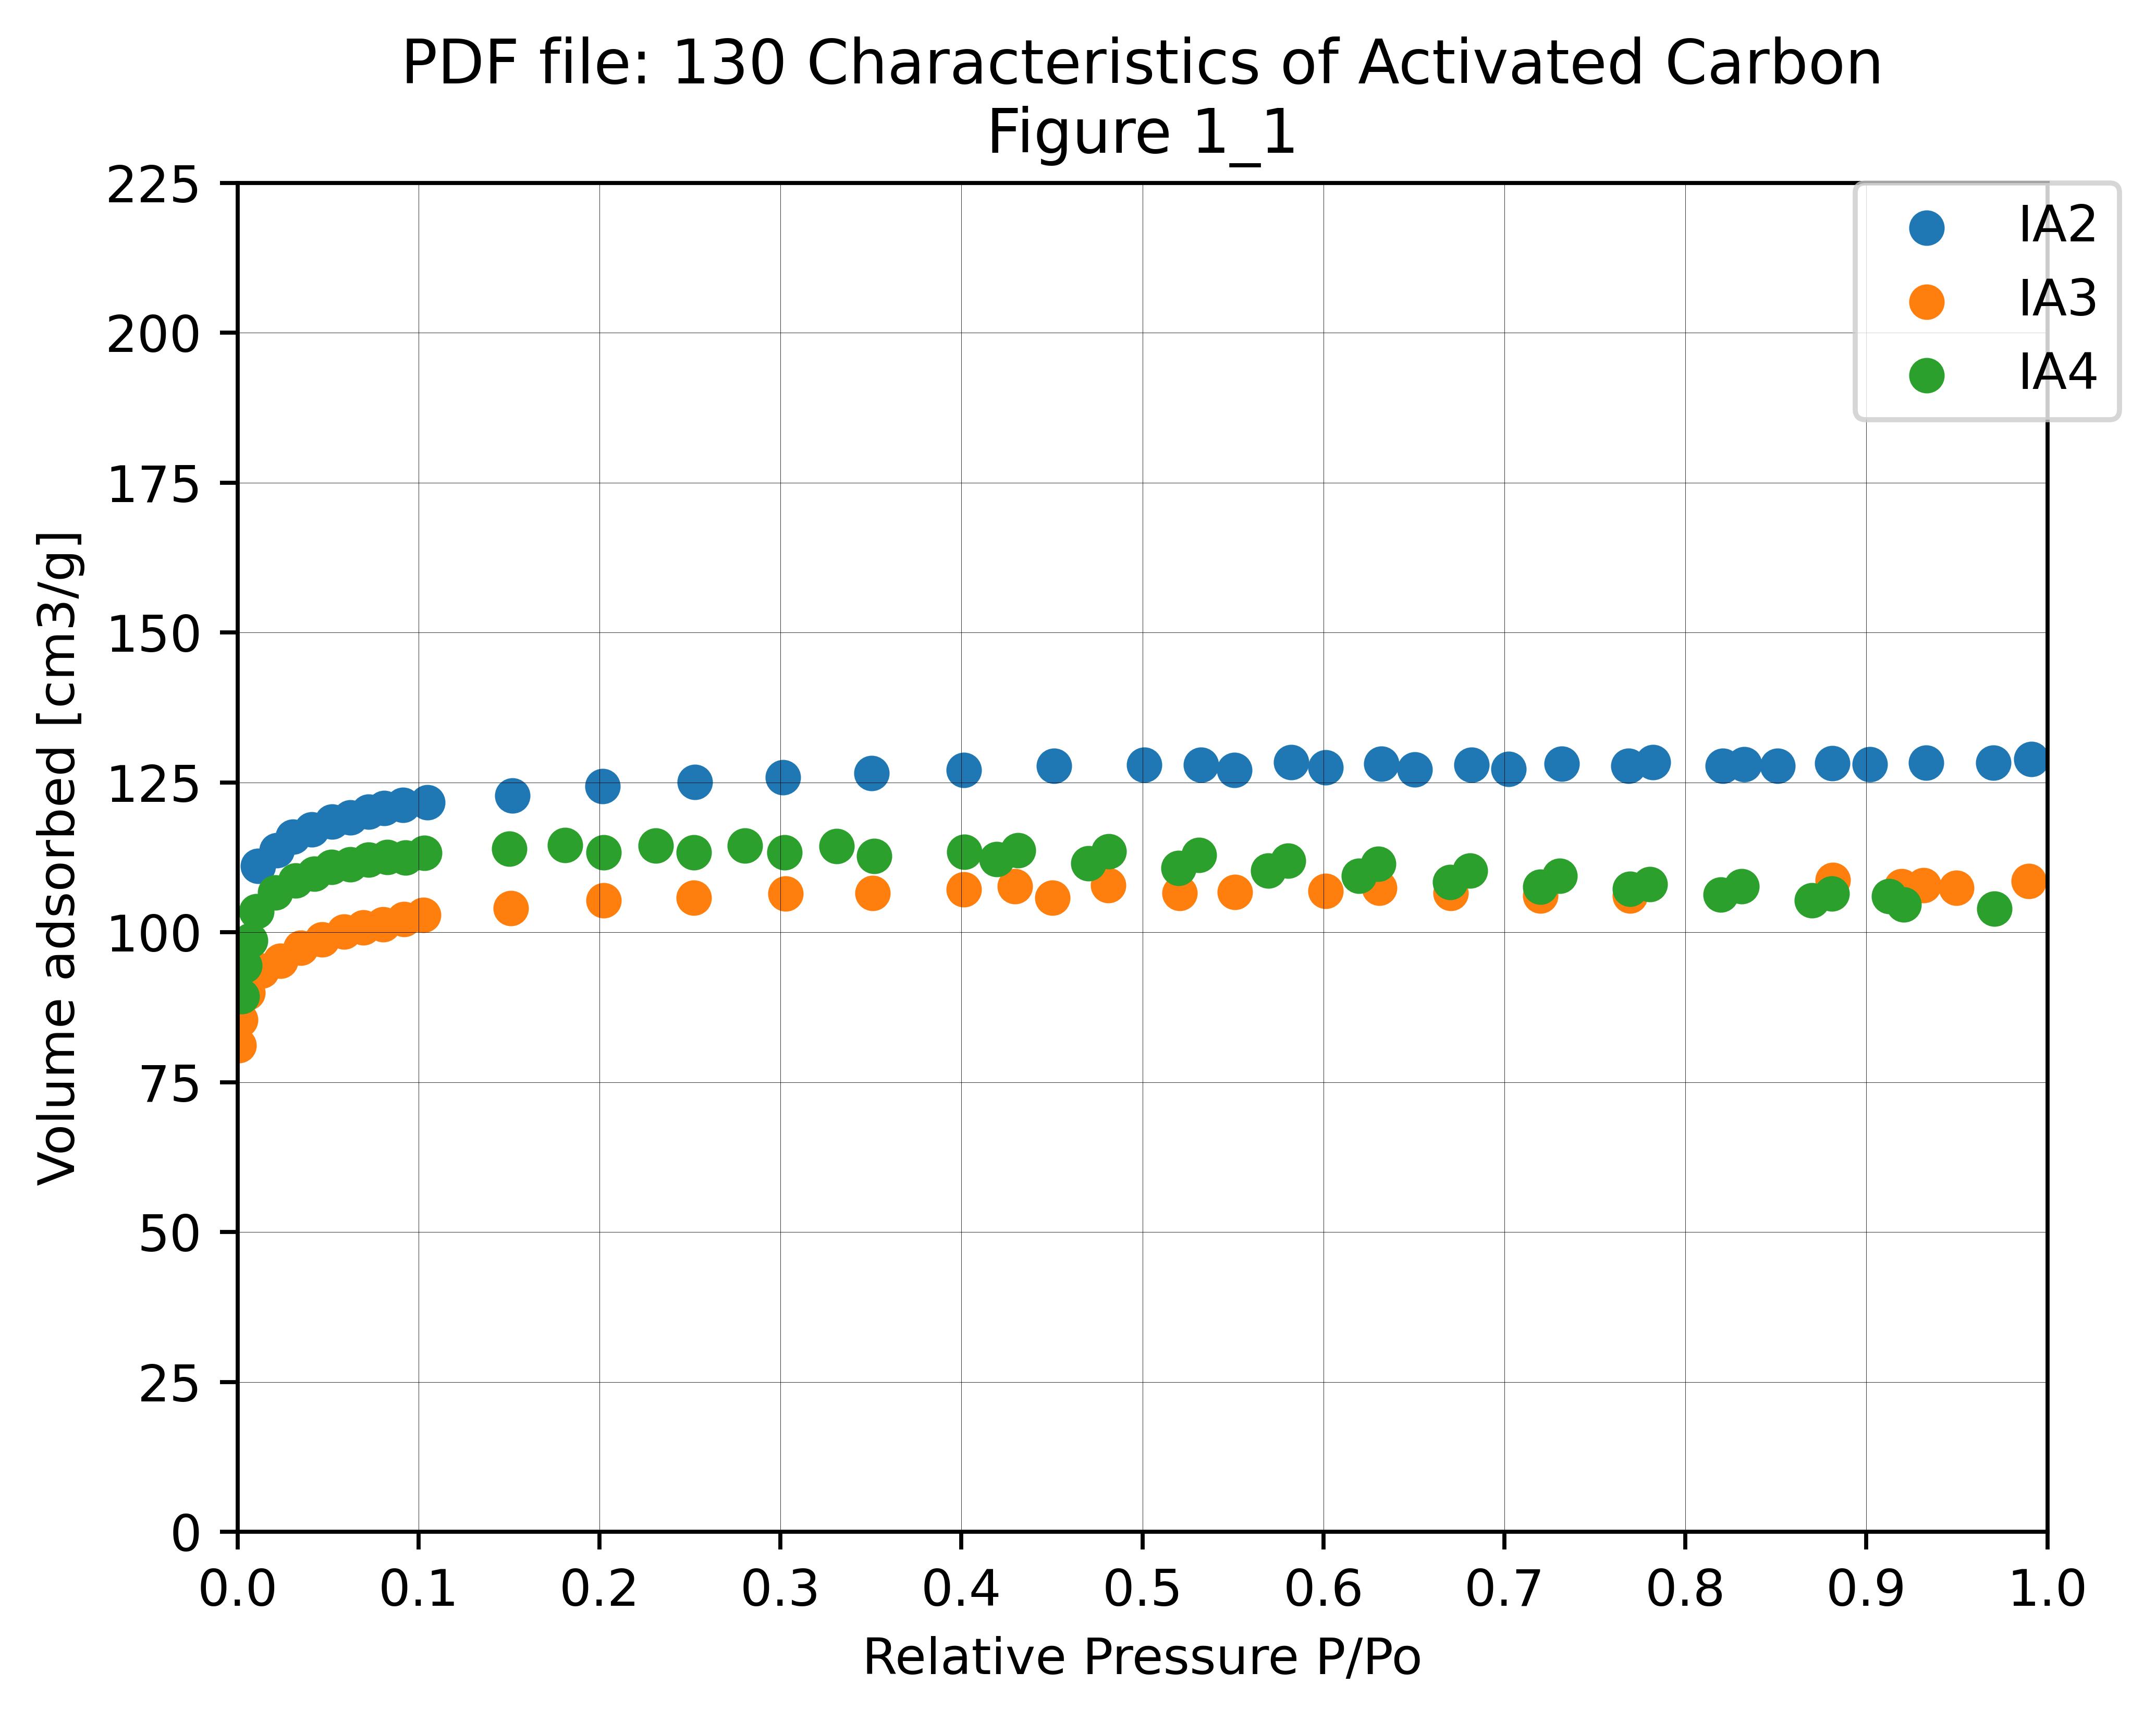 PDF file: 130 Characteristics of Activated Carbon
Figure 1_1
225
200
175
150
125
100
75
50
25
0
Volume adsorbed [cm3/g]
IA2
IA3
IA4
0.0 0.1 0.2 0.3 0.4 0.5 0.6 0.7 0.8 0.9 1.0
Relative Pressure P/Po